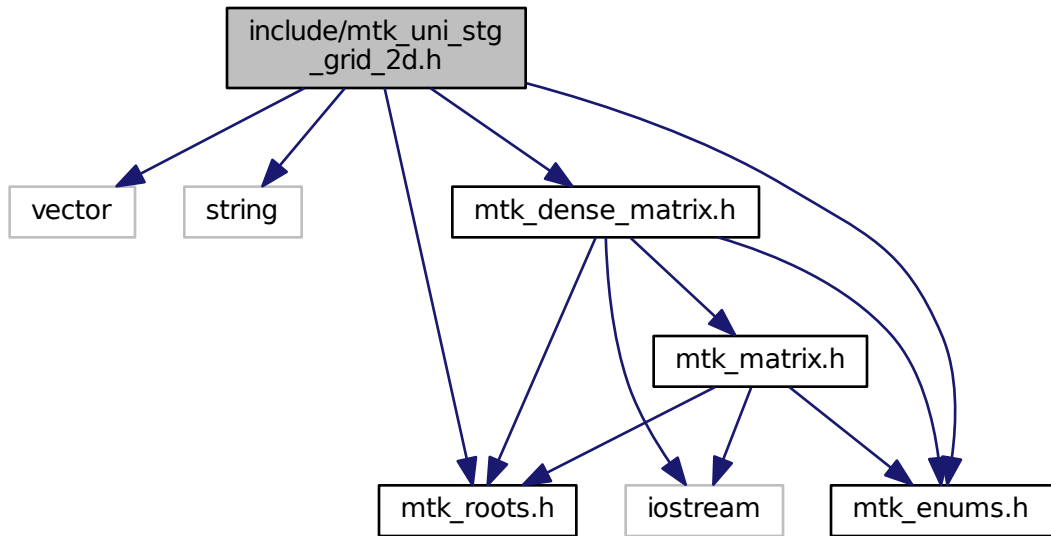 include/mtk_uni_stg
_grid_2d.h
vector
string
mtk_dense_matrix.h
mtk_matrix.h
mtk_roots.h
iostream
mtk_enums.h